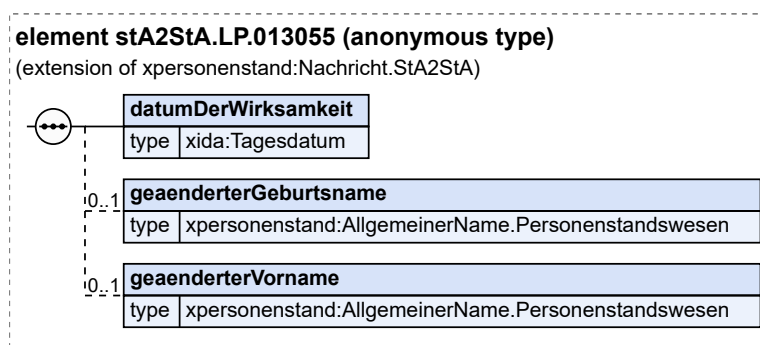 element stA2StA.LP.013055 (anonymous type)
(extension of xpersonenstand:Nachricht.StA2StA)
datumDerWirksamkeit
type xida:Tagesdatum
0..1 geaenderterGeburtsname
type xpersonenstand:AllgemeinerName.Personenstandswesen
0..1 geaenderterVorname
type xpersonenstand:AllgemeinerName.Personenstandswesen